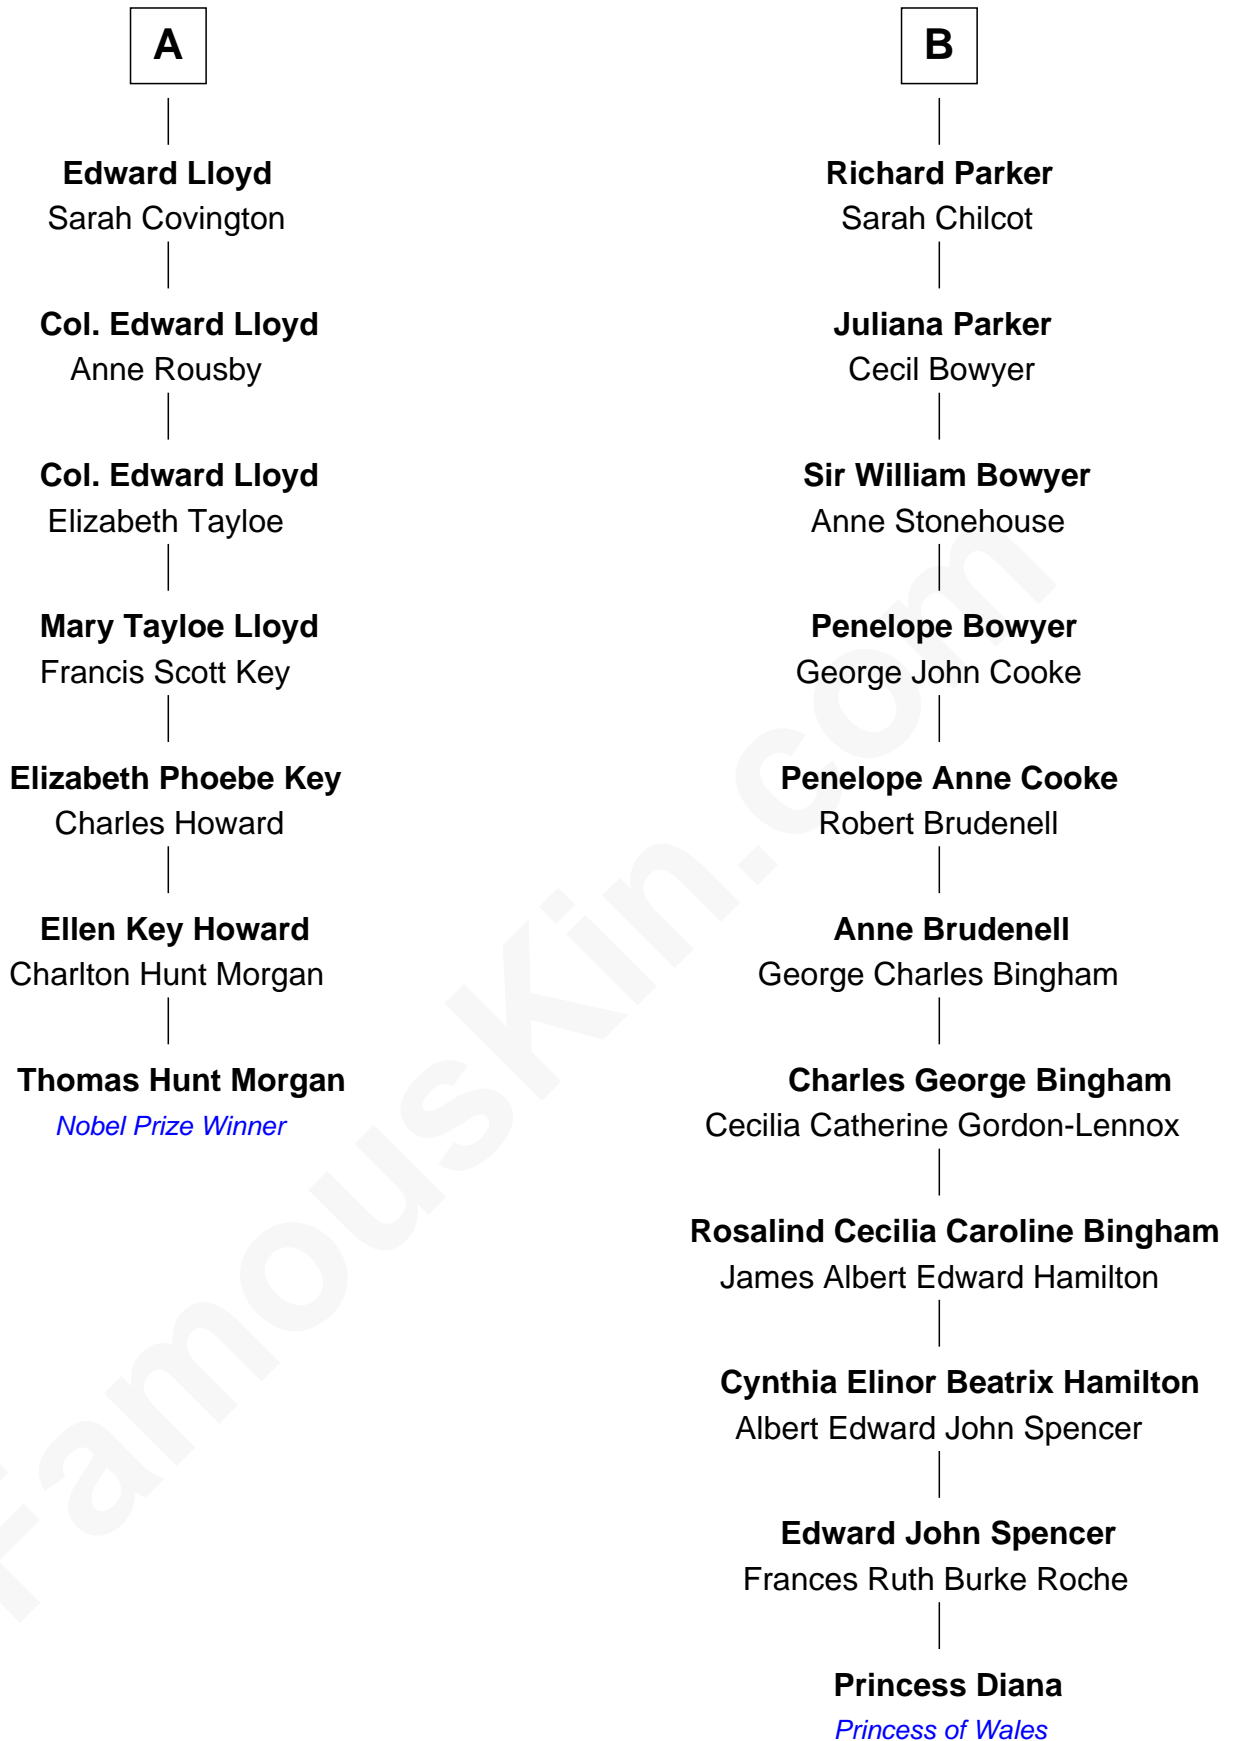 A
Edward Lloyd
Sarah Covington
Col. Edward Lloyd
Anne Rousby
Col. Edward Lloyd
Elizabeth Tayloe
Mary Tayloe Lloyd
Francis Scott Key
Elizabeth Phoebe Key
Charles Howard
Ellen Key Howard
Charlton Hunt Morgan
Thomas Hunt Morgan
Nobel Prize Winner
B
Richard Parker
Sarah Chilcot
Juliana Parker
Cecil Bowyer
Sir William Bowyer
Anne Stonehouse
Penelope Bowyer
George John Cooke
Penelope Anne Cooke
Robert Brudenell
Anne Brudenell
George Charles Bingham
Charles George Bingham
Cecilia Catherine Gordon-Lennox
Rosalind Cecilia Caroline Bingham
James Albert Edward Hamilton
Cynthia Elinor Beatrix Hamilton
Albert Edward John Spencer
Edward John Spencer
Frances Ruth Burke Roche
Princess Diana
Princess of Wales
FamousKin.com